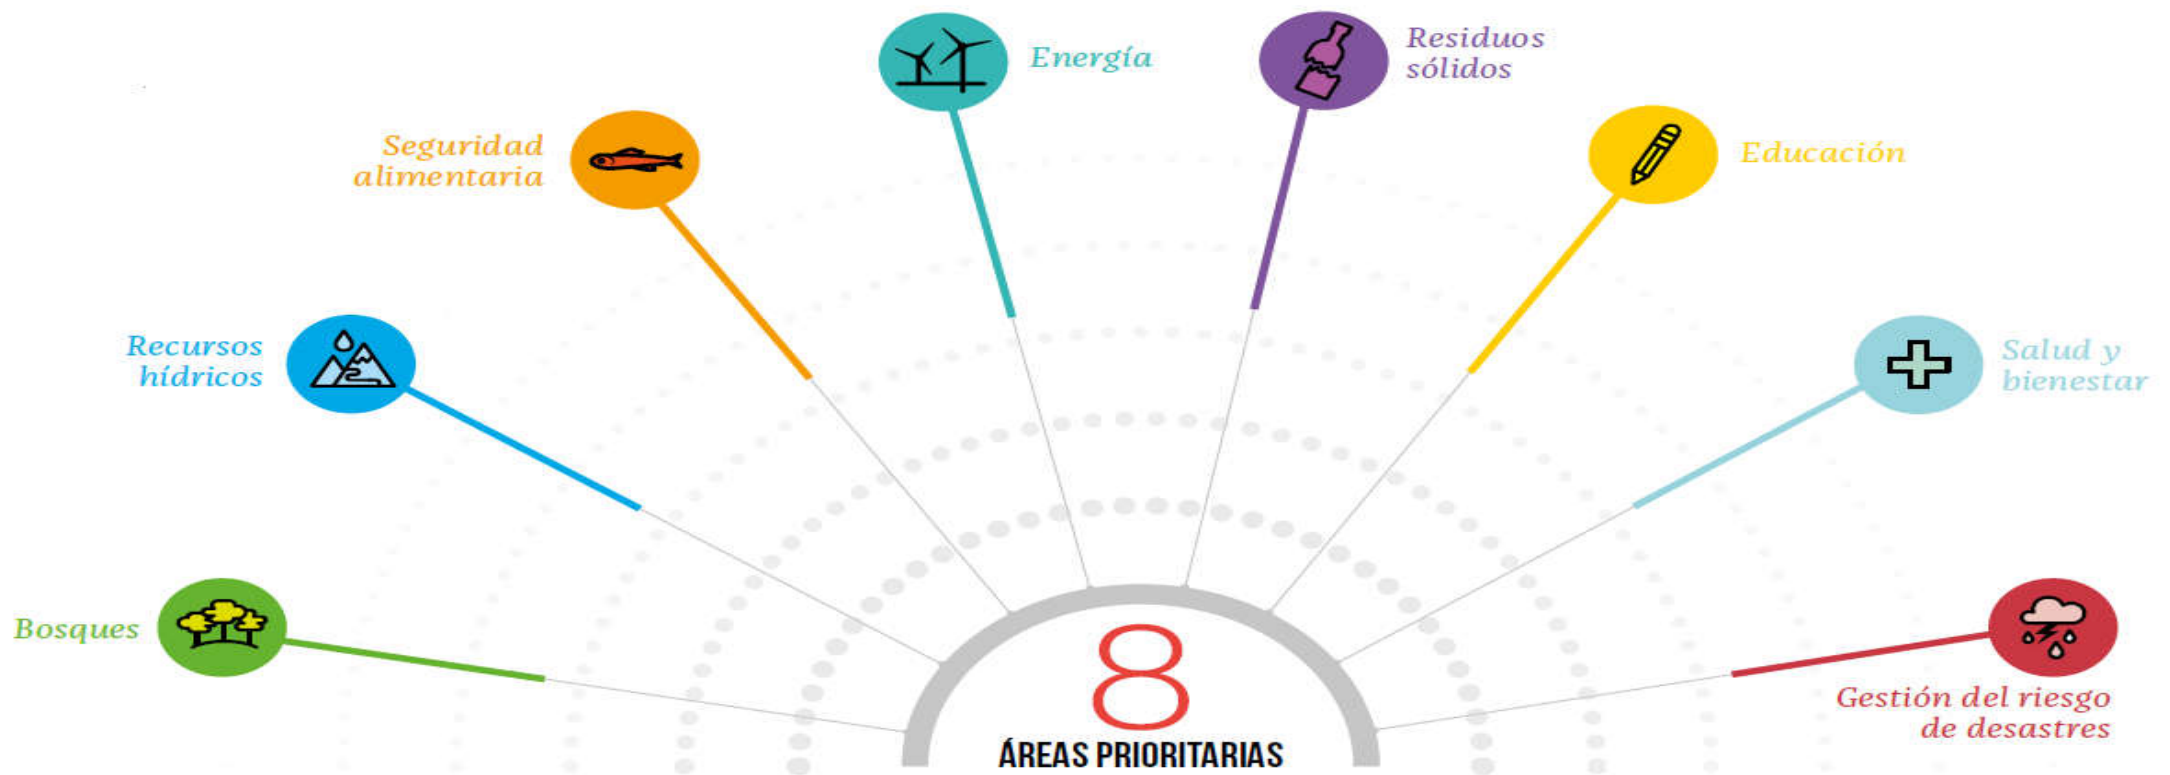 Energía
Residuos
sólidos
Seguridad
alimentaria
Educación
Recursos
hídricos
Salud y
bienestar
Bosques
Gestión del riesgo
de desastres
8
ÁREAS PRIORITARIAS